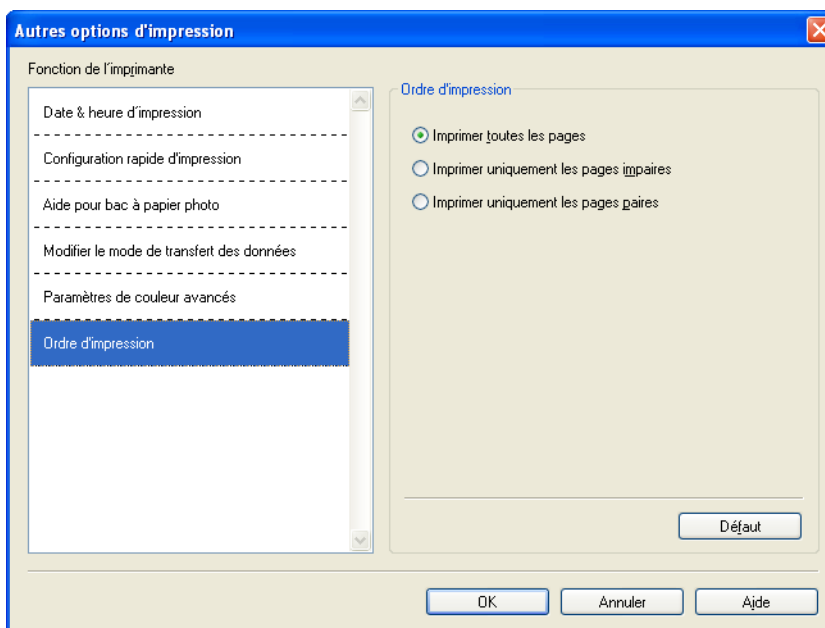 Autres options d'impression
Fonction de l'imprimante
Date & heure d'impression
Configuration rapide d'impression
Aide pour bac à papier photo
Modifier le mode de transfert des données
Paramètres de couleur avancés
Ordre d'impression
Ordre d'impression
Imprimer toutes les pages
Imprimer uniquement les pages impaires
Imprimer uniquement les pages paires
Défaut
OK
Annuler
Aide